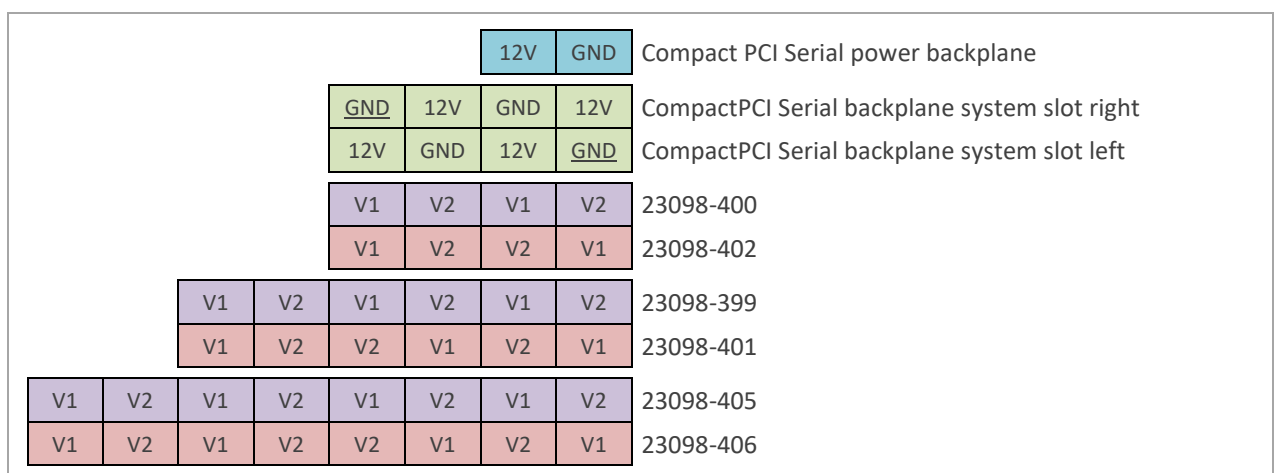 12V GND Compact PCI Serial power backplane
GND 12V GND 12V CompactPCI Serial backplane system slot right
12V GND 12V GND CompactPCI Serial backplane system slot left
V1 V2 V1 V2 23098-400
V1 V2 V2 V1 23098-402
V1 V2 V1 V2 V1 V2 23098-399
V1 V2 V2 V1 V2 V1 23098-401
V1 V2 V1 V2 V1 V2 V1 V2 23098-405
V1 V2 V1 V2 V2 V1 V2 V1 23098-406